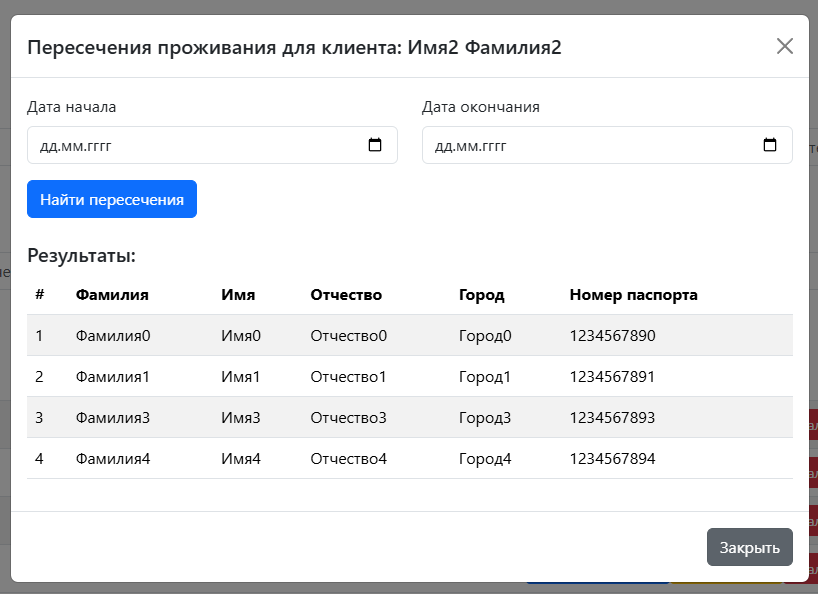 Пересечения проживания для клиента: Имя2 Фамилия2
Дата начала Дата окончания
дд.мм.гггг дд.мм.гггг
Найти пересечения
Результаты:
# Фамилия Имя Отчество Город Номер паспорта
1 Фамилия0 Имя0 Отчество0 Город0 1234567890
2 Фамилия1 Имя1 Отчество1 Город1 1234567891
3 Фамилия3 Имя3 Отчество3 Город3 1234567893
4 Фамилия4 Имя4 Отчество4 Город4 1234567894
Закрыть